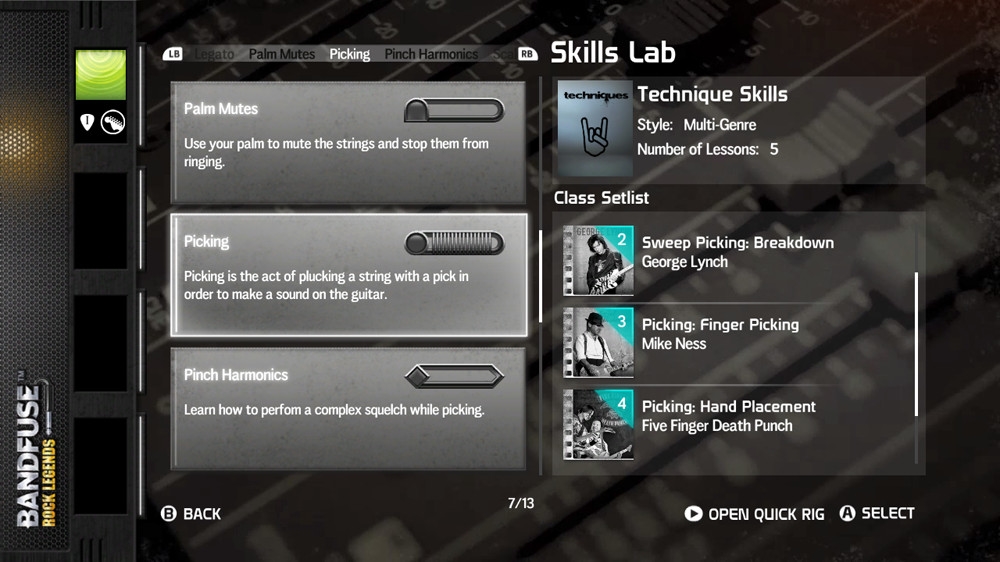 LB
Legato
Palm Mutes
Picking
Pinch Harmonics
RB
Skills Lab
Palm Mutes
Use your palm to mute the strings and stop them from
ringing.
Picking
Picking is the act of plucking a string with a pick in
order to make a sound on the guitar.
Pinch Harmonics
Learn how to perfom a complex squelch while picking.
techniques
Technique Skills
Style: Multi-Genre
Number of Lessons: 5
Class Setlist
2
Sweep Picking: Breakdown
George Lynch
3
Picking: Finger Picking
Mike Ness
4
Picking: Hand Placement
Five Finger Death Punch
BANDFUSE™
ROCK LEGENDS
B BACK
7/13
OPEN QUICK RIG
A SELECT